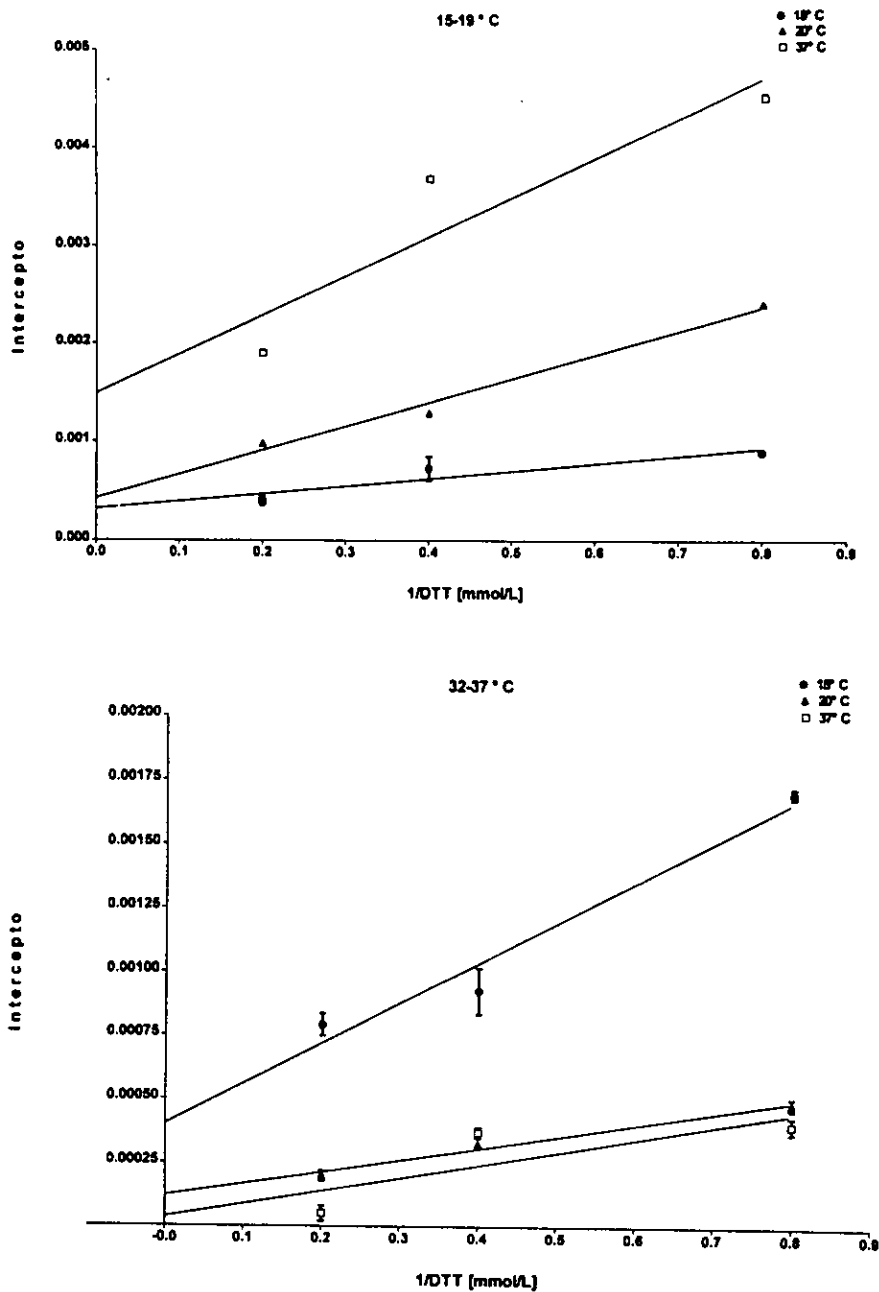 15-19 ° C
18° C
20° C
37° C
0.005
0.004
0.003
0.002
0.001
0.000
Intercepto
0.0 0.1 0.2 0.3 0.4 0.5 0.6 0.7 0.8 0.9
1/DTT [mmol/L]
32-37 ° C
15° C
20° C
37° C
0.00200
0.00175
0.00150
0.00125
0.00100
0.00075
0.00050
0.00025
Intercepto
-0.0 0.1 0.2 0.3 0.4 0.5 0.6 0.7 0.8 0.9
1/DTT [mmol/L]